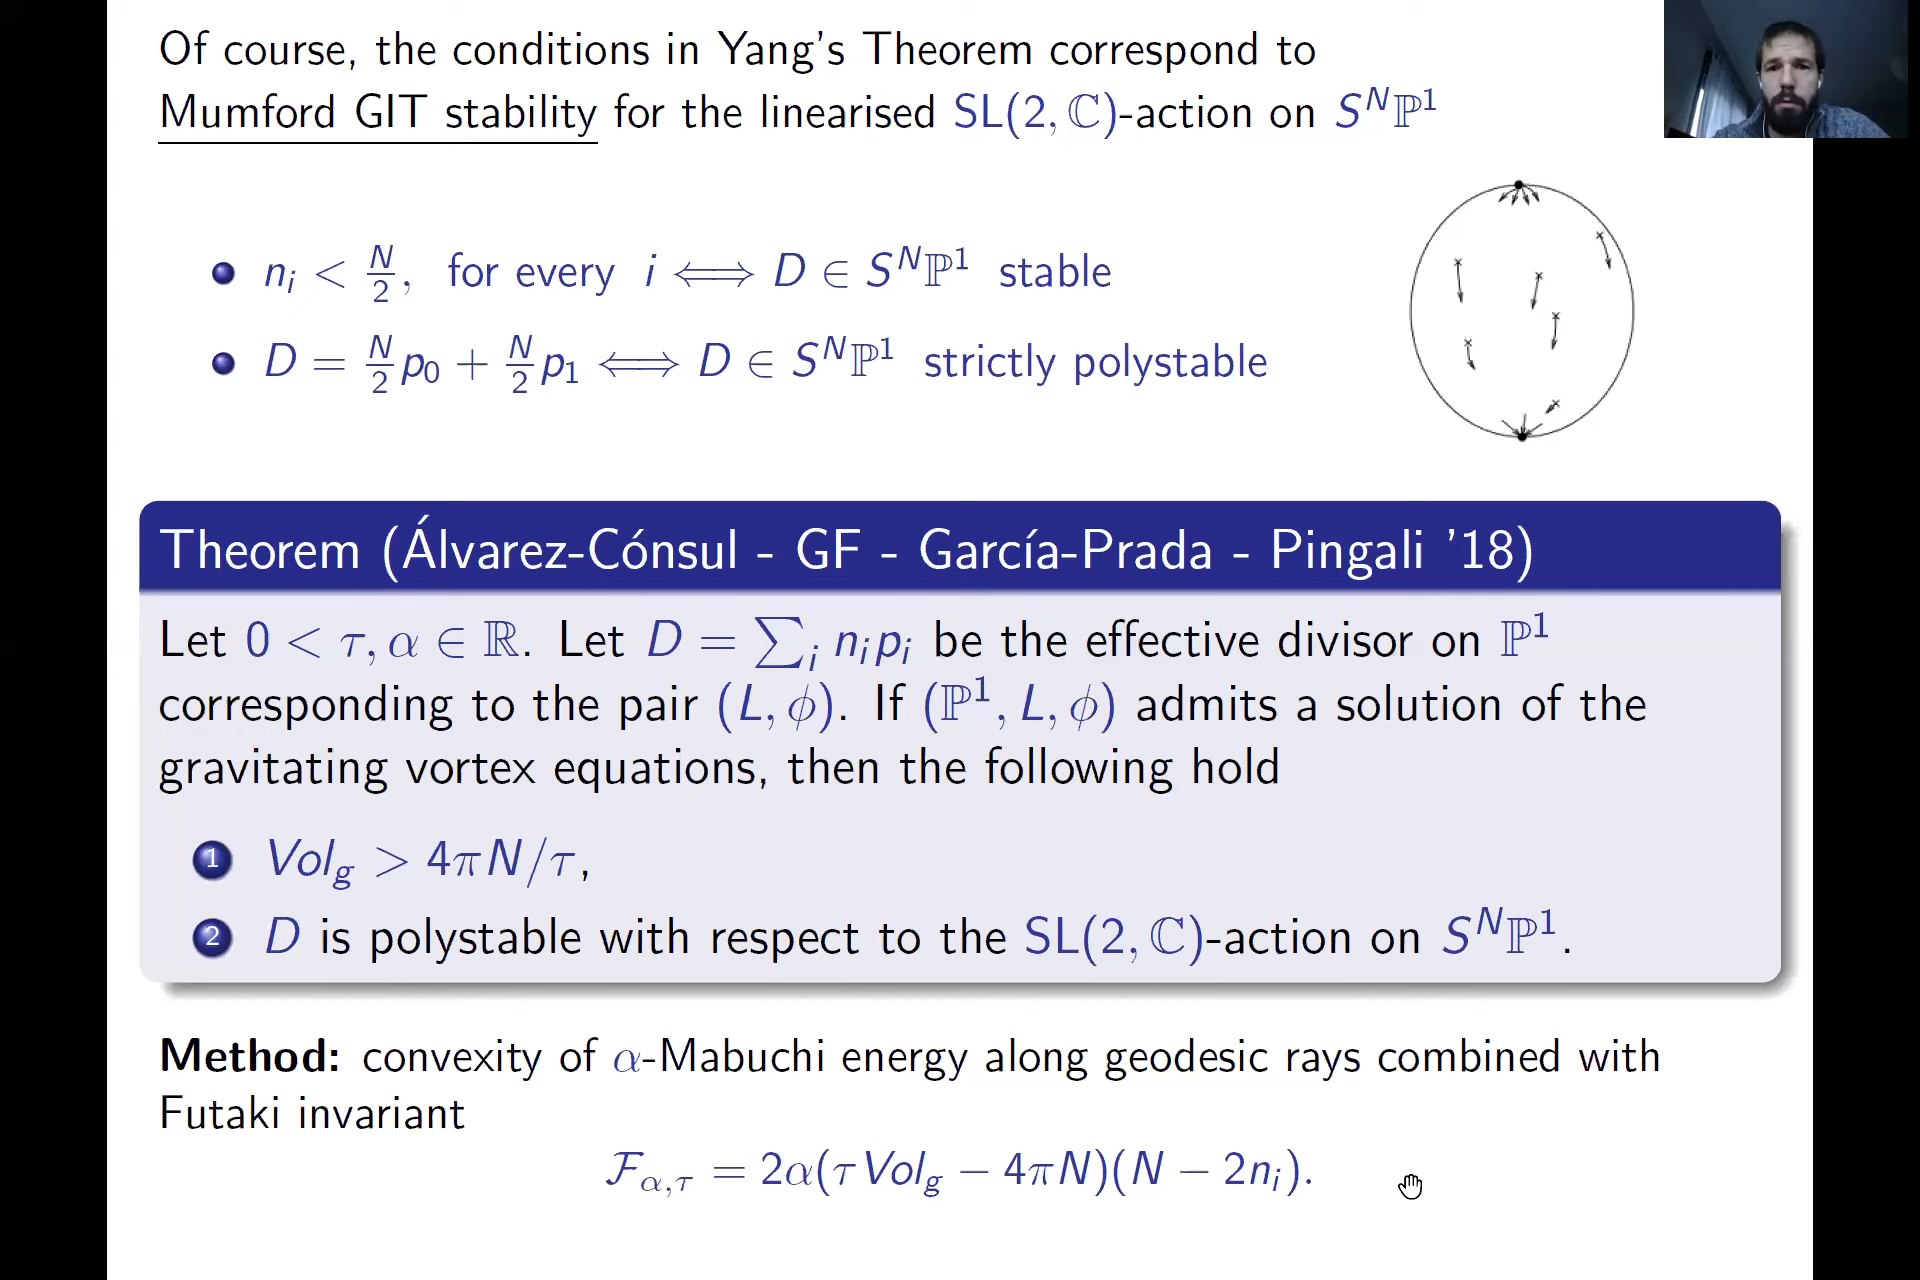 Of course, the conditions in Yang's Theorem correspond to
Mumford GIT stability for the linearised SL(2, ℂ)-action on S^N ℙ^1
n_i < N/2, for every i ⟺ D ∈ S^N ℙ^1 stable
D = N/2 p_0 + N/2 p_1 ⟺ D ∈ S^N ℙ^1 strictly polystable
Theorem (Álvarez-Cónsul - GF - García-Prada - Pingali '18)
Let 0 < τ, α ∈ ℝ. Let D = ∑_i n_i p_i be the effective divisor on ℙ^1
corresponding to the pair (L, ϕ). If (ℙ^1, L, ϕ) admits a solution of the
gravitating vortex equations, then the following hold
1 Vol_g > 4πN/τ,
2 D is polystable with respect to the SL(2, ℂ)-action on S^N ℙ^1.
Method: convexity of α-Mabuchi energy along geodesic rays combined with
Futaki invariant
ℱ_{α,τ} = 2α(τVol_g − 4πN)(N − 2n_i).